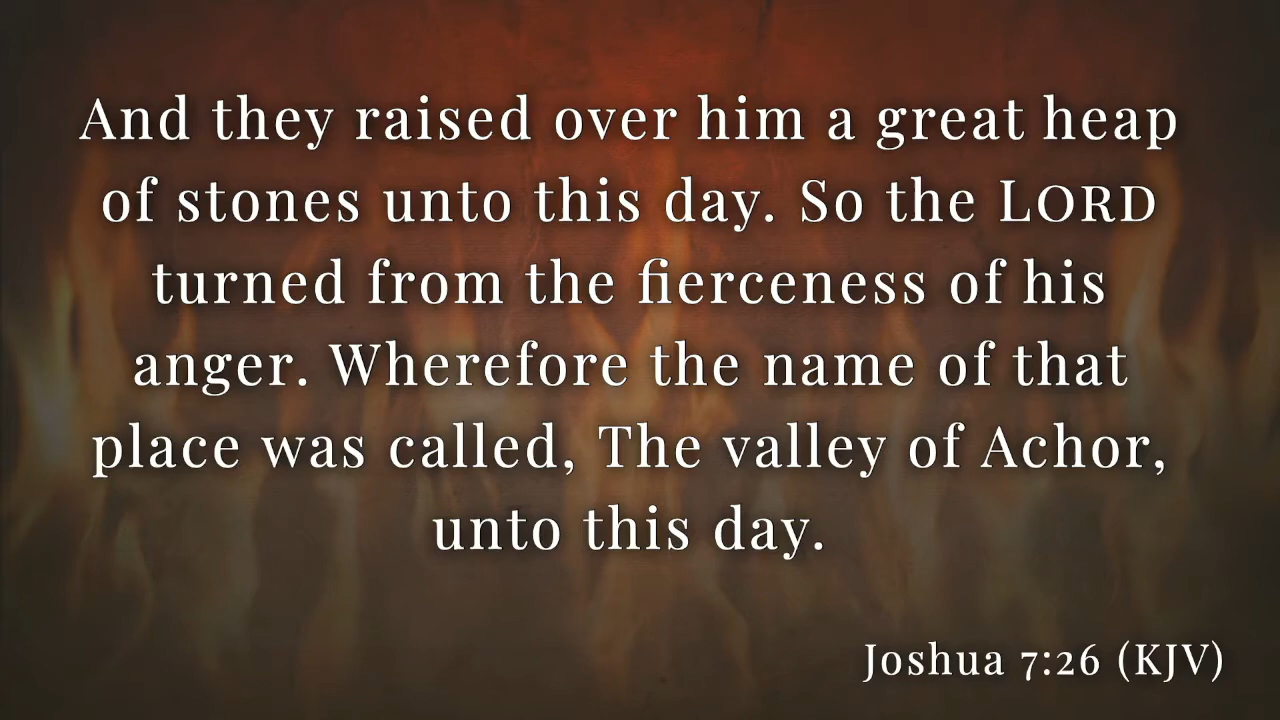 And they raised over him a great heap
of stones unto this day. So the LORD
turned from the fierceness of his
anger. Wherefore the name of that
place was called, The valley of Achor,
unto this day.
Joshua 7:26 (KJV)